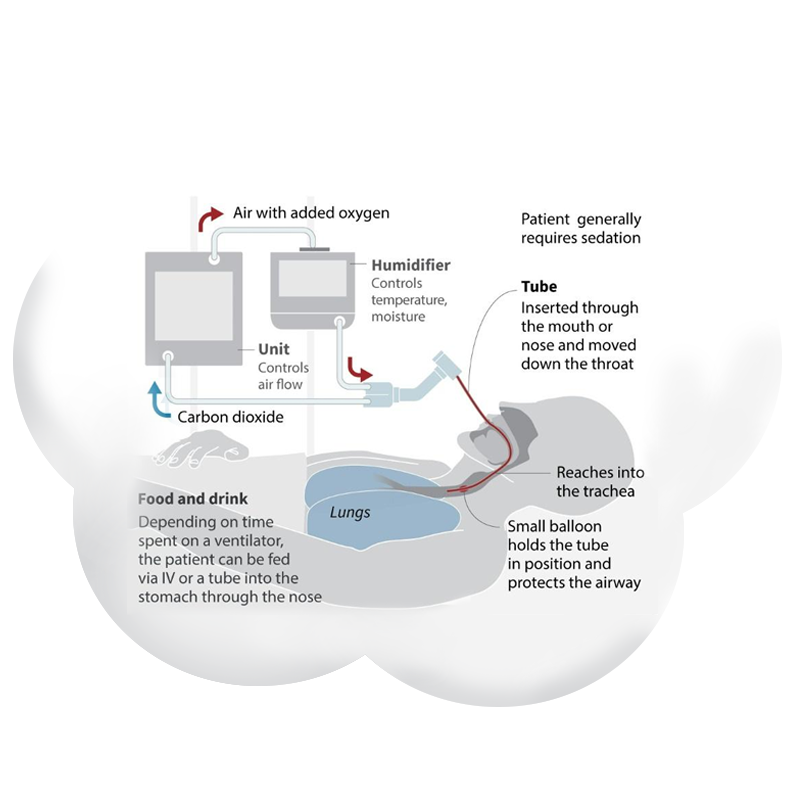 Air with added oxygen
Patient generally
requires sedation
Humidifier
Controls
temperature,
moisture
Tube
Inserted through
the mouth or
nose and moved
down the throat
Unit
Controls
air flow
Carbon dioxide
Reaches into
the trachea
Food and drink
Depending on time
spent on a ventilator,
the patient can be fed
via IV or a tube into the
stomach through the nose
Lungs
Small balloon
holds the tube
in position and
protects the airway